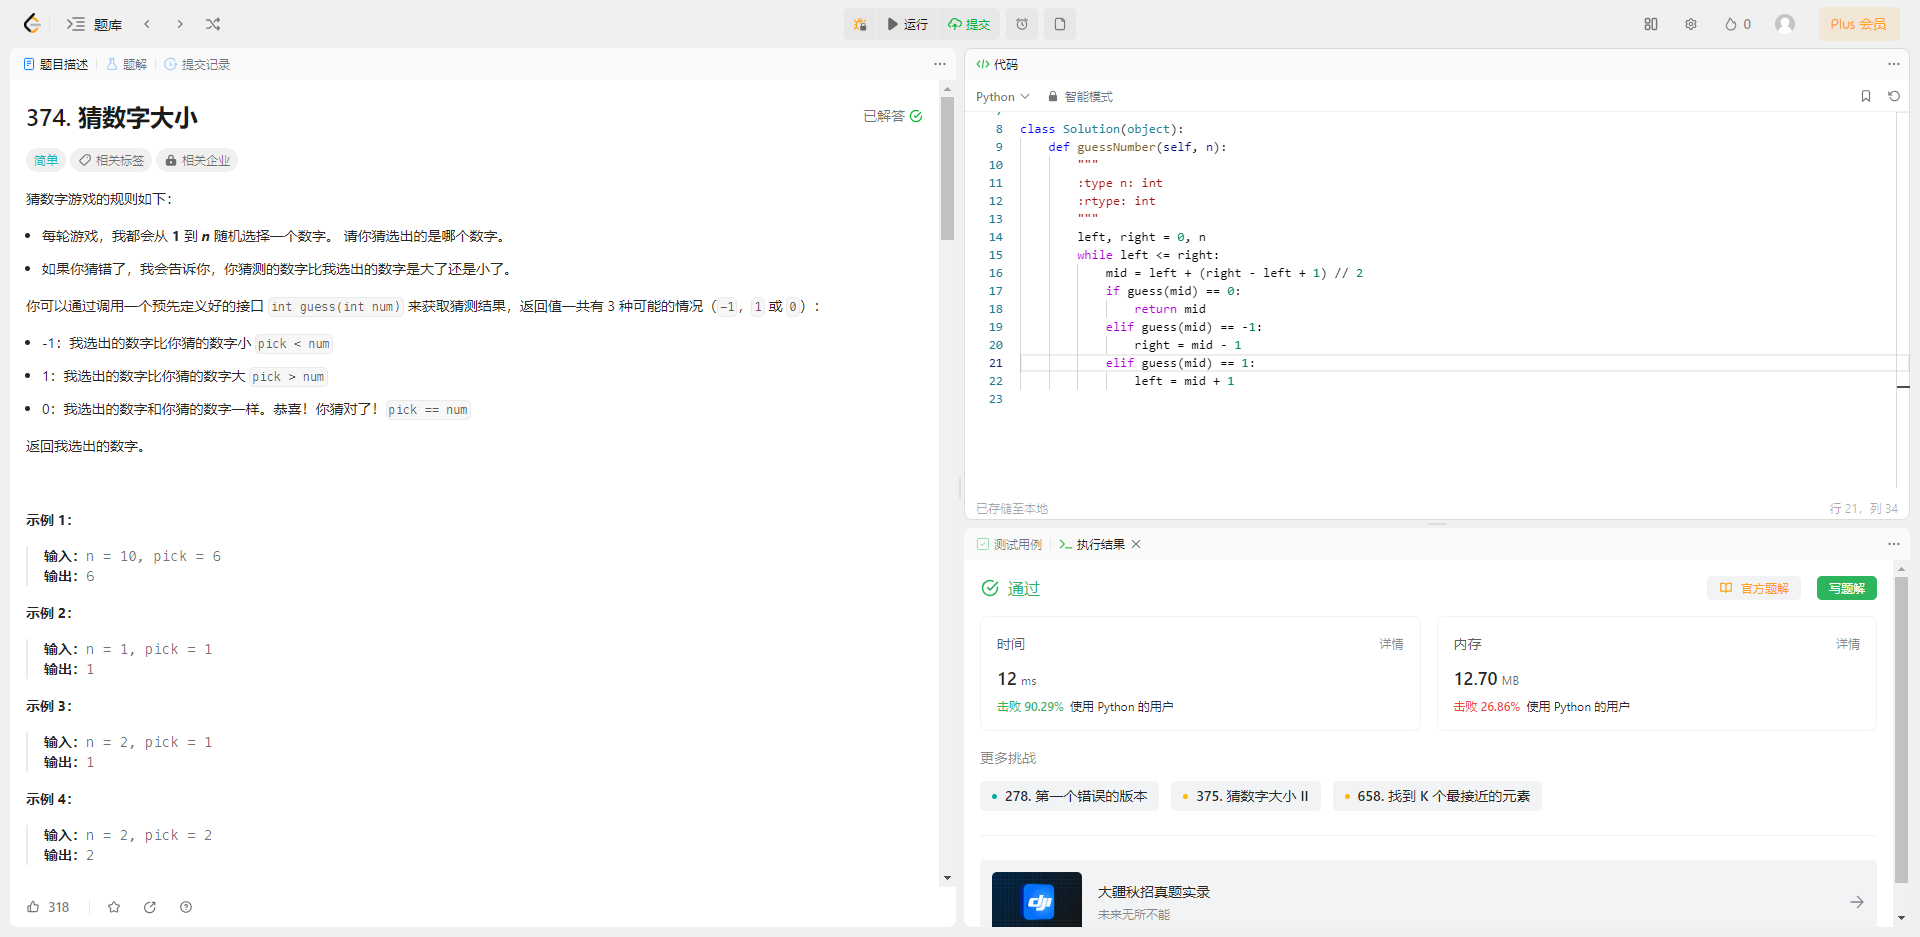 题库
运行
提交
0
Plus 会员
题目描述
题解
提交记录
374. 猜数字大小
已解答
简单
相关标签
相关企业
猜数字游戏的规则如下：
每轮游戏，我都会从 1 到 n 随机选择一个数字。 请你猜选出的是哪个数字。
如果你猜错了，我会告诉你，你猜测的数字比我选出的数字是大了还是小了。
你可以通过调用一个预先定义好的接口 int guess(int num) 来获取猜测结果，返回值一共有 3 种可能的情况（-1，1 或 0）：
-1：我选出的数字比你猜的数字小 pick < num
1：我选出的数字比你猜的数字大 pick > num
0：我选出的数字和你猜的数字一样。恭喜！你猜对了！pick == num
返回我选出的数字。
示例 1：
输入：n = 10, pick = 6
输出：6
示例 2：
输入：n = 1, pick = 1
输出：1
示例 3：
输入：n = 2, pick = 1
输出：1
示例 4：
输入：n = 2, pick = 2
输出：2
318
代码
Python
智能模式
8 class Solution(object):
9     def guessNumber(self, n):
10         """
11         :type n: int
12         :rtype: int
13         """
14         left, right = 0, n
15         while left <= right:
16             mid = left + (right - left + 1) // 2
17             if guess(mid) == 0:
18                 return mid
19             elif guess(mid) == -1:
20                 right = mid - 1
21             elif guess(mid) == 1:
22                 left = mid + 1
23
已存储至本地
行 21，列 34
测试用例
执行结果
通过
官方题解
写题解
时间
详情
12 ms
击败 90.29% 使用 Python 的用户
内存
详情
12.70 MB
击败 26.86% 使用 Python 的用户
更多挑战
278. 第一个错误的版本
375. 猜数字大小 II
658. 找到 K 个最接近的元素
dji
大疆秋招真题实录
未来无所不能